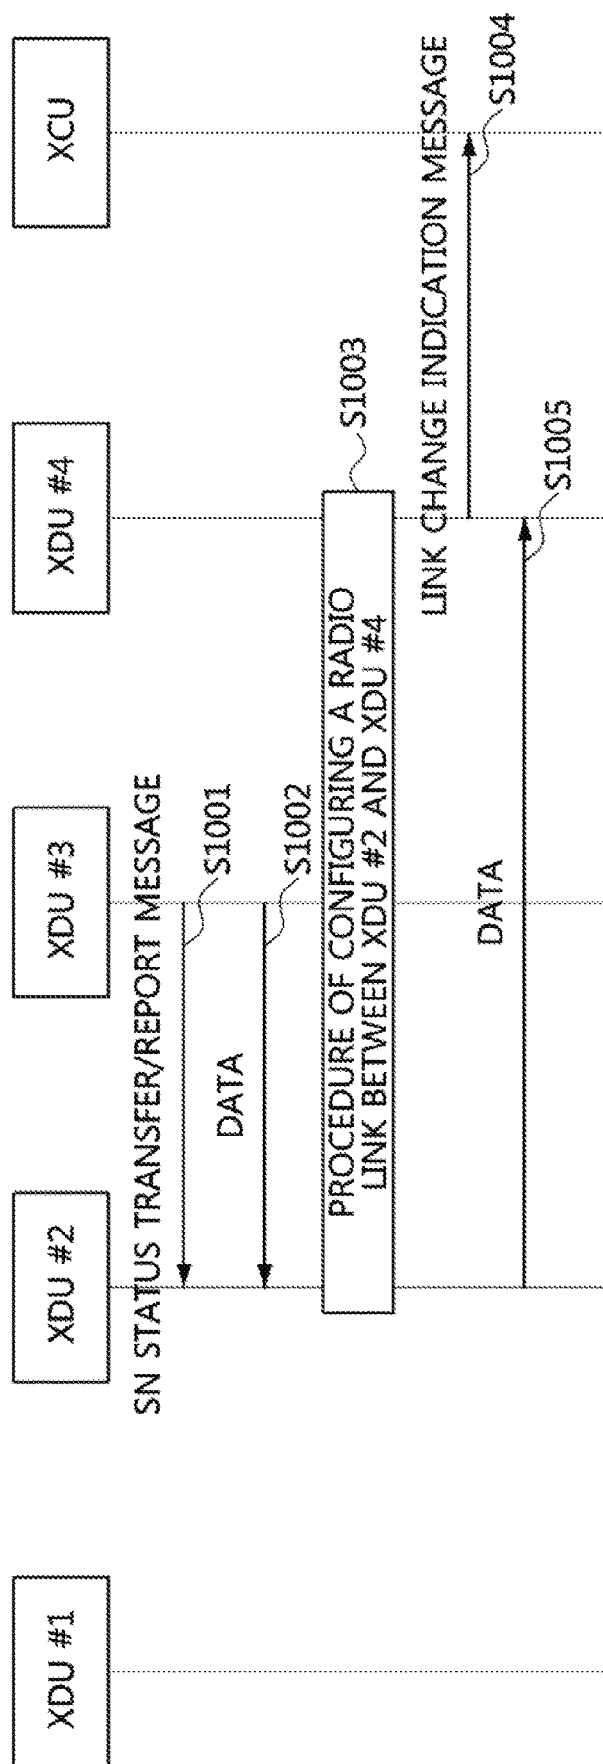 XDU #1
XDU #2
XDU #3
XDU #4
XCU
SN STATUS TRANSFER/REPORT MESSAGE
S1001
DATA
S1002
PROCEDURE OF CONFIGURING A RADIO
LINK BETWEEN XDU #2 AND XDU #4
S1003
LINK CHANGE INDICATION MESSAGE
S1004
DATA
S1005